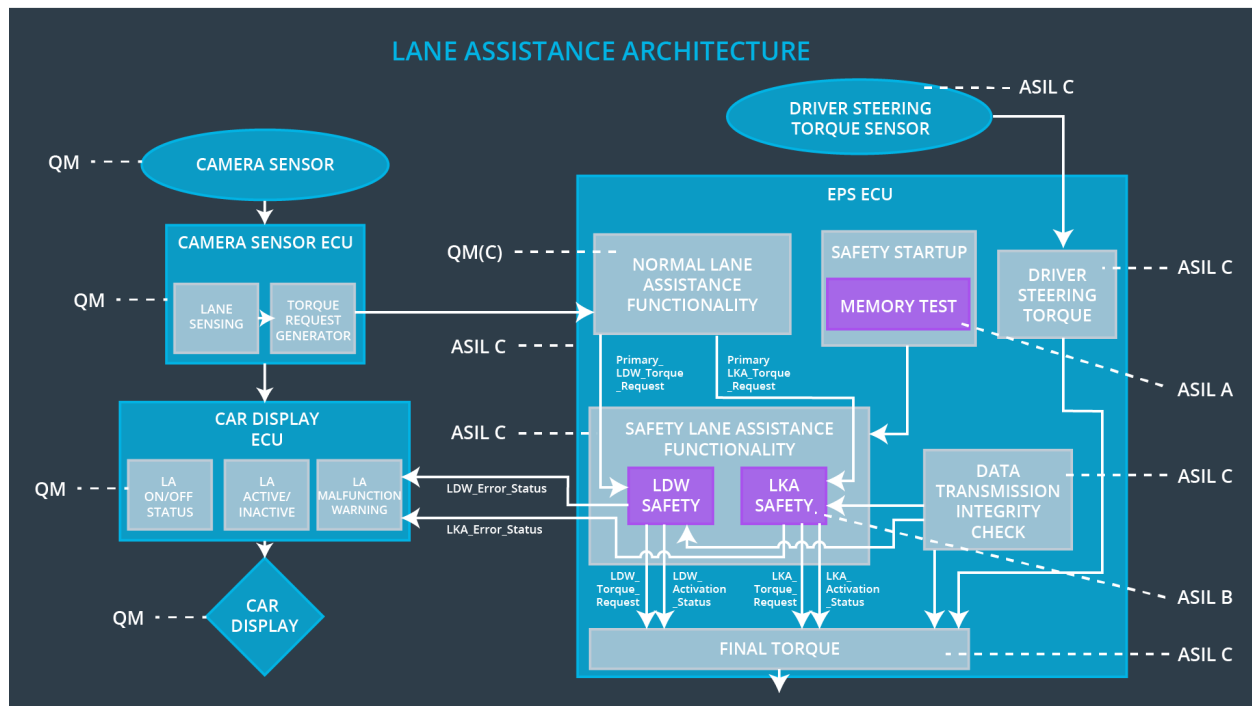 LANE ASSISTANCE ARCHITECTURE
ASIL C
DRIVER STEERING
TORQUE SENSOR
QM
CAMERA SENSOR
EPS ECU
CAMERA SENSOR ECU
QM(C)
NORMAL LANE
ASSISTANCE
FUNCTIONALITY
SAFETY STARTUP
MEMORY TEST
DRIVER
STEERING
TORQUE
ASIL C
QM
LANE
SENSING
TORQUE
REQUEST
GENERATOR
ASIL C
Primary_
LDW_Torque
_Request
Primary
LKA_Torque
_Request
ASIL A
CAR DISPLAY
ECU
ASIL C
SAFETY LANE ASSISTANCE
FUNCTIONALITY
QM
LA
ON/OFF
STATUS
LA
ACTIVE/
INACTIVE
LA
MALFUNCTION
WARNING
LDW_Error_Status
LKA_Error_Status
LDW
SAFETY
LKA
SAFETY
DATA
TRANSMISSION
INTEGRITY
CHECK
ASIL C
LDW_
Torque_
Request
LDW_
Activation
_Status
LKA_
Torque_
Request
LKA_
Activation
_Status
ASIL B
QM
CAR
DISPLAY
FINAL TORQUE
ASIL C